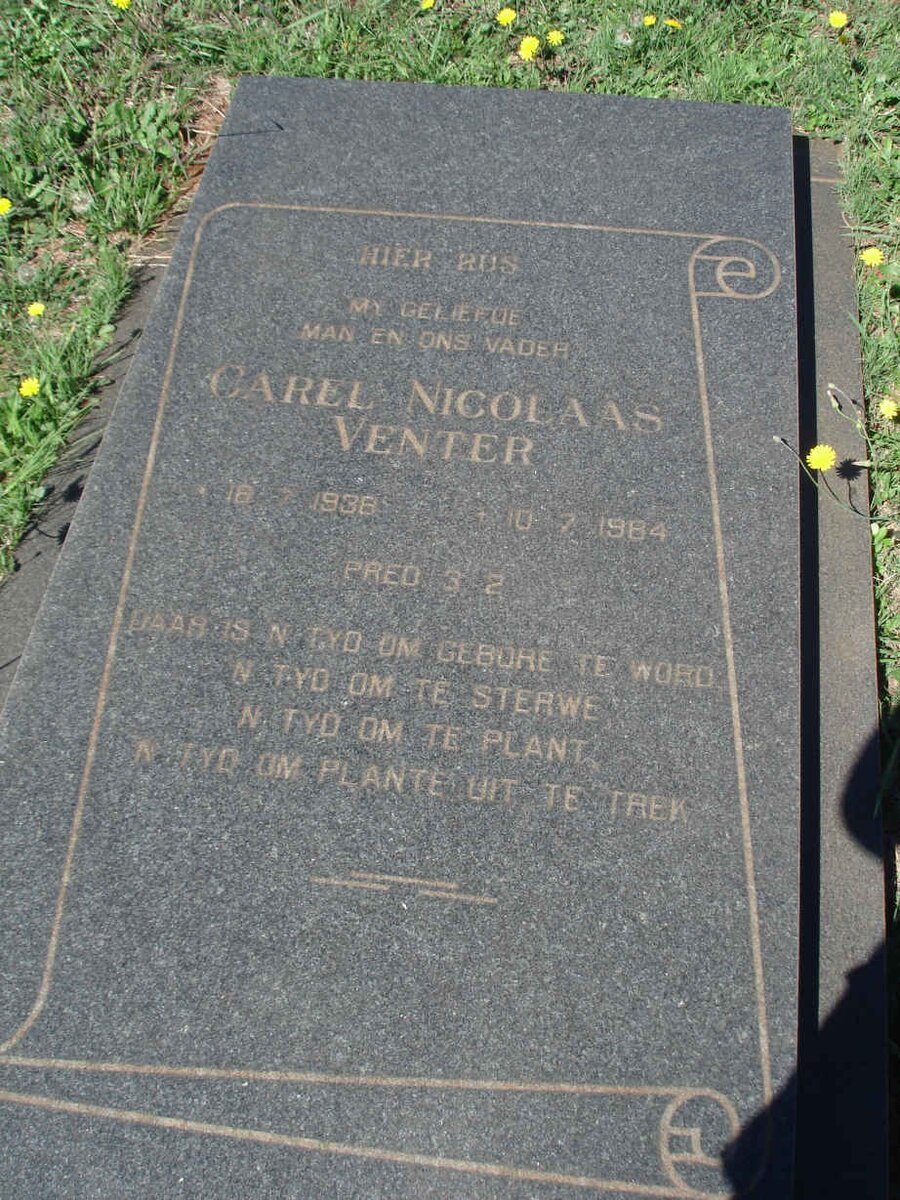 HIER RUS
MY GELIEFDE
MAN EN ONS VADER
CAREL NICOLAAS
VENTER
* 18 7 1938 + 10 7 1984
PRED 3 2
DAAR IS 'N TYD OM GEBORE TE WORD,
'N TYD OM TE STERWE,
'N TYD OM TE PLANT,
'N TYD OM PLANTE UIT TE TREK